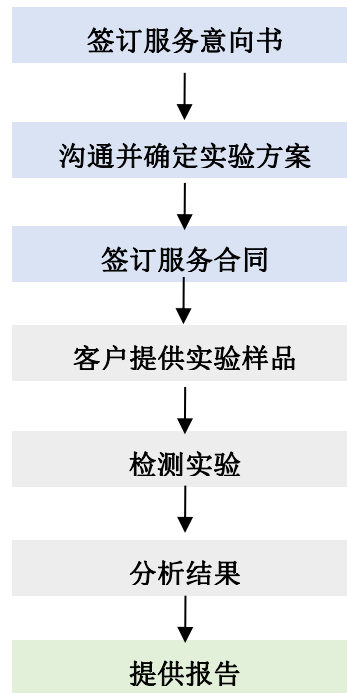 签订服务意向书
沟通并确定实验方案
签订服务合同
客户提供实验样品
检测实验
分析结果
提供报告